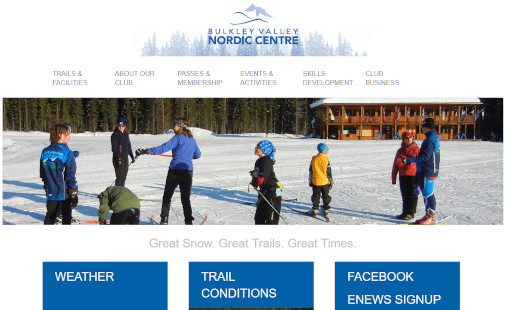 BULKLEY VALLEY
NORDIC CENTRE
TRAILS &
FACILITIES
ABOUT OUR
CLUB
PASSES &
MEMBERSHIP
EVENTS &
ACTIVITIES
SKILLS
DEVELOPMENT
CLUB
BUSINESS
Great Snow. Great Trails. Great Times.
WEATHER
TRAIL
CONDITIONS
FACEBOOK
ENEWS SIGNUP